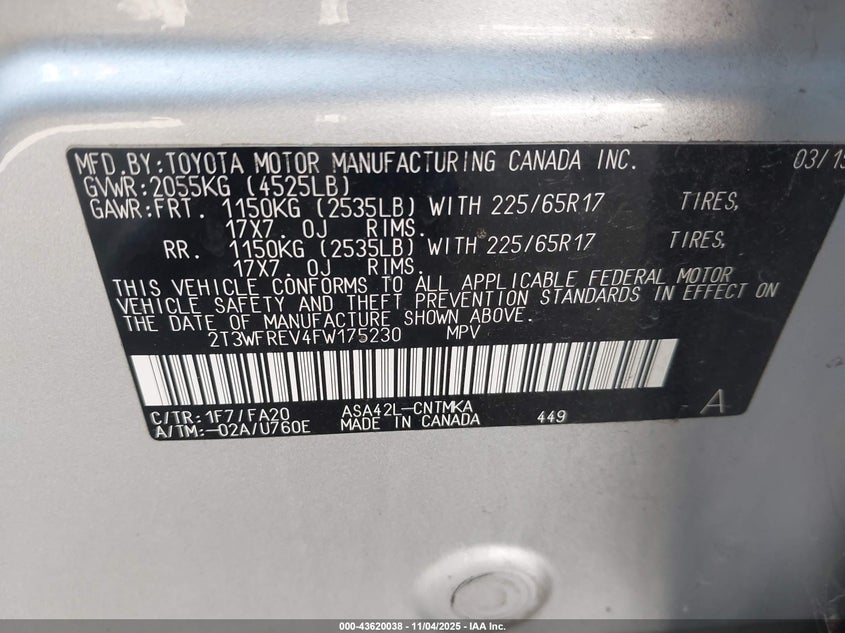 MFD.BY:TOYOTA MOTOR MANUFACTURING CANADA INC. 03/15
GVWR:2055KG (4525LB)
GAWR:FRT. 1150KG (2535LB) WITH 225/65R17 TIRES,
17X7. 0J RIMS.
RR. 1150KG (2535LB) WITH 225/65R17 TIRES,
17X7. 0J RIMS.
THIS VEHICLE CONFORMS TO ALL APPLICABLE FEDERAL MOTOR
VEHICLE SAFETY AND THEFT PREVENTION STANDARDS IN EFFECT ON
THE DATE OF MANUFACTURE SHOWN ABOVE.
2T3WFREV4FW175230 MPV
C/TR:1F7/FA20 ASA42L-CNTMKA
A/TM:-02A/U760E MADE IN CANADA 449 A
000-43620038 - 11/04/2025 - IAA Inc.